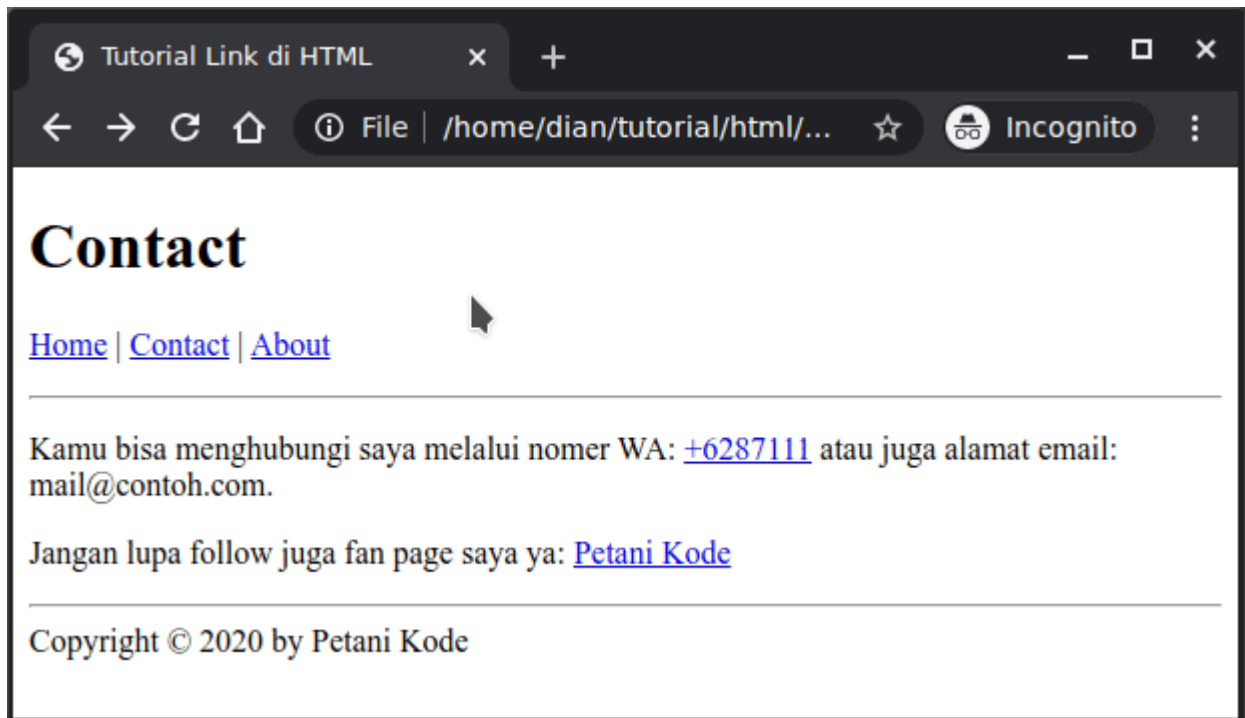 Tutorial Link di HTML
File | /home/dian/tutorial/html/... Incognito
Contact
Home | Contact | About
Kamu bisa menghubungi saya melalui nomer WA: +6287111 atau juga alamat email:
mail@contoh.com.
Jangan lupa follow juga fan page saya ya: Petani Kode
Copyright © 2020 by Petani Kode